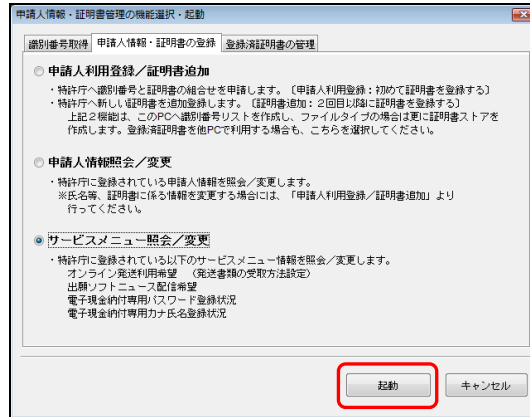 申請人情報・証明書管理の機能選択・起動
識別番号取得 申請人情報・証明書の登録 登録済証明書の管理
申請人利用登録／証明書追加
・特許庁へ識別番号と証明書の組合せを申請します。〔申請人利用登録：初めて証明書を登録する〕
・特許庁へ新しい証明書を追加登録します。〔証明書追加：２回目以降に証明書を登録する〕
上記２機能は、このPCへ識別番号リストを作成し、ファイルタイプの場合は更に証明書ストアを
作成します。登録済証明書を他PCで利用する場合も、こちらを選択してください。
申請人情報照会／変更
・特許庁に登録されている申請人情報を照会/変更します。
※氏名等、証明書に係る情報を変更する場合には、「申請人利用登録／証明書追加」より
行ってください。
サービスメニュー照会／変更
・特許庁に登録されている以下のサービスメニュー情報を照会／変更します。
オンライン発送利用希望 （発送書類の受取方法設定）
出願ソフトニュース配信希望
電子現金納付専用パスワード登録状況
電子現金納付専用カナ氏名登録状況
起動 キャンセル